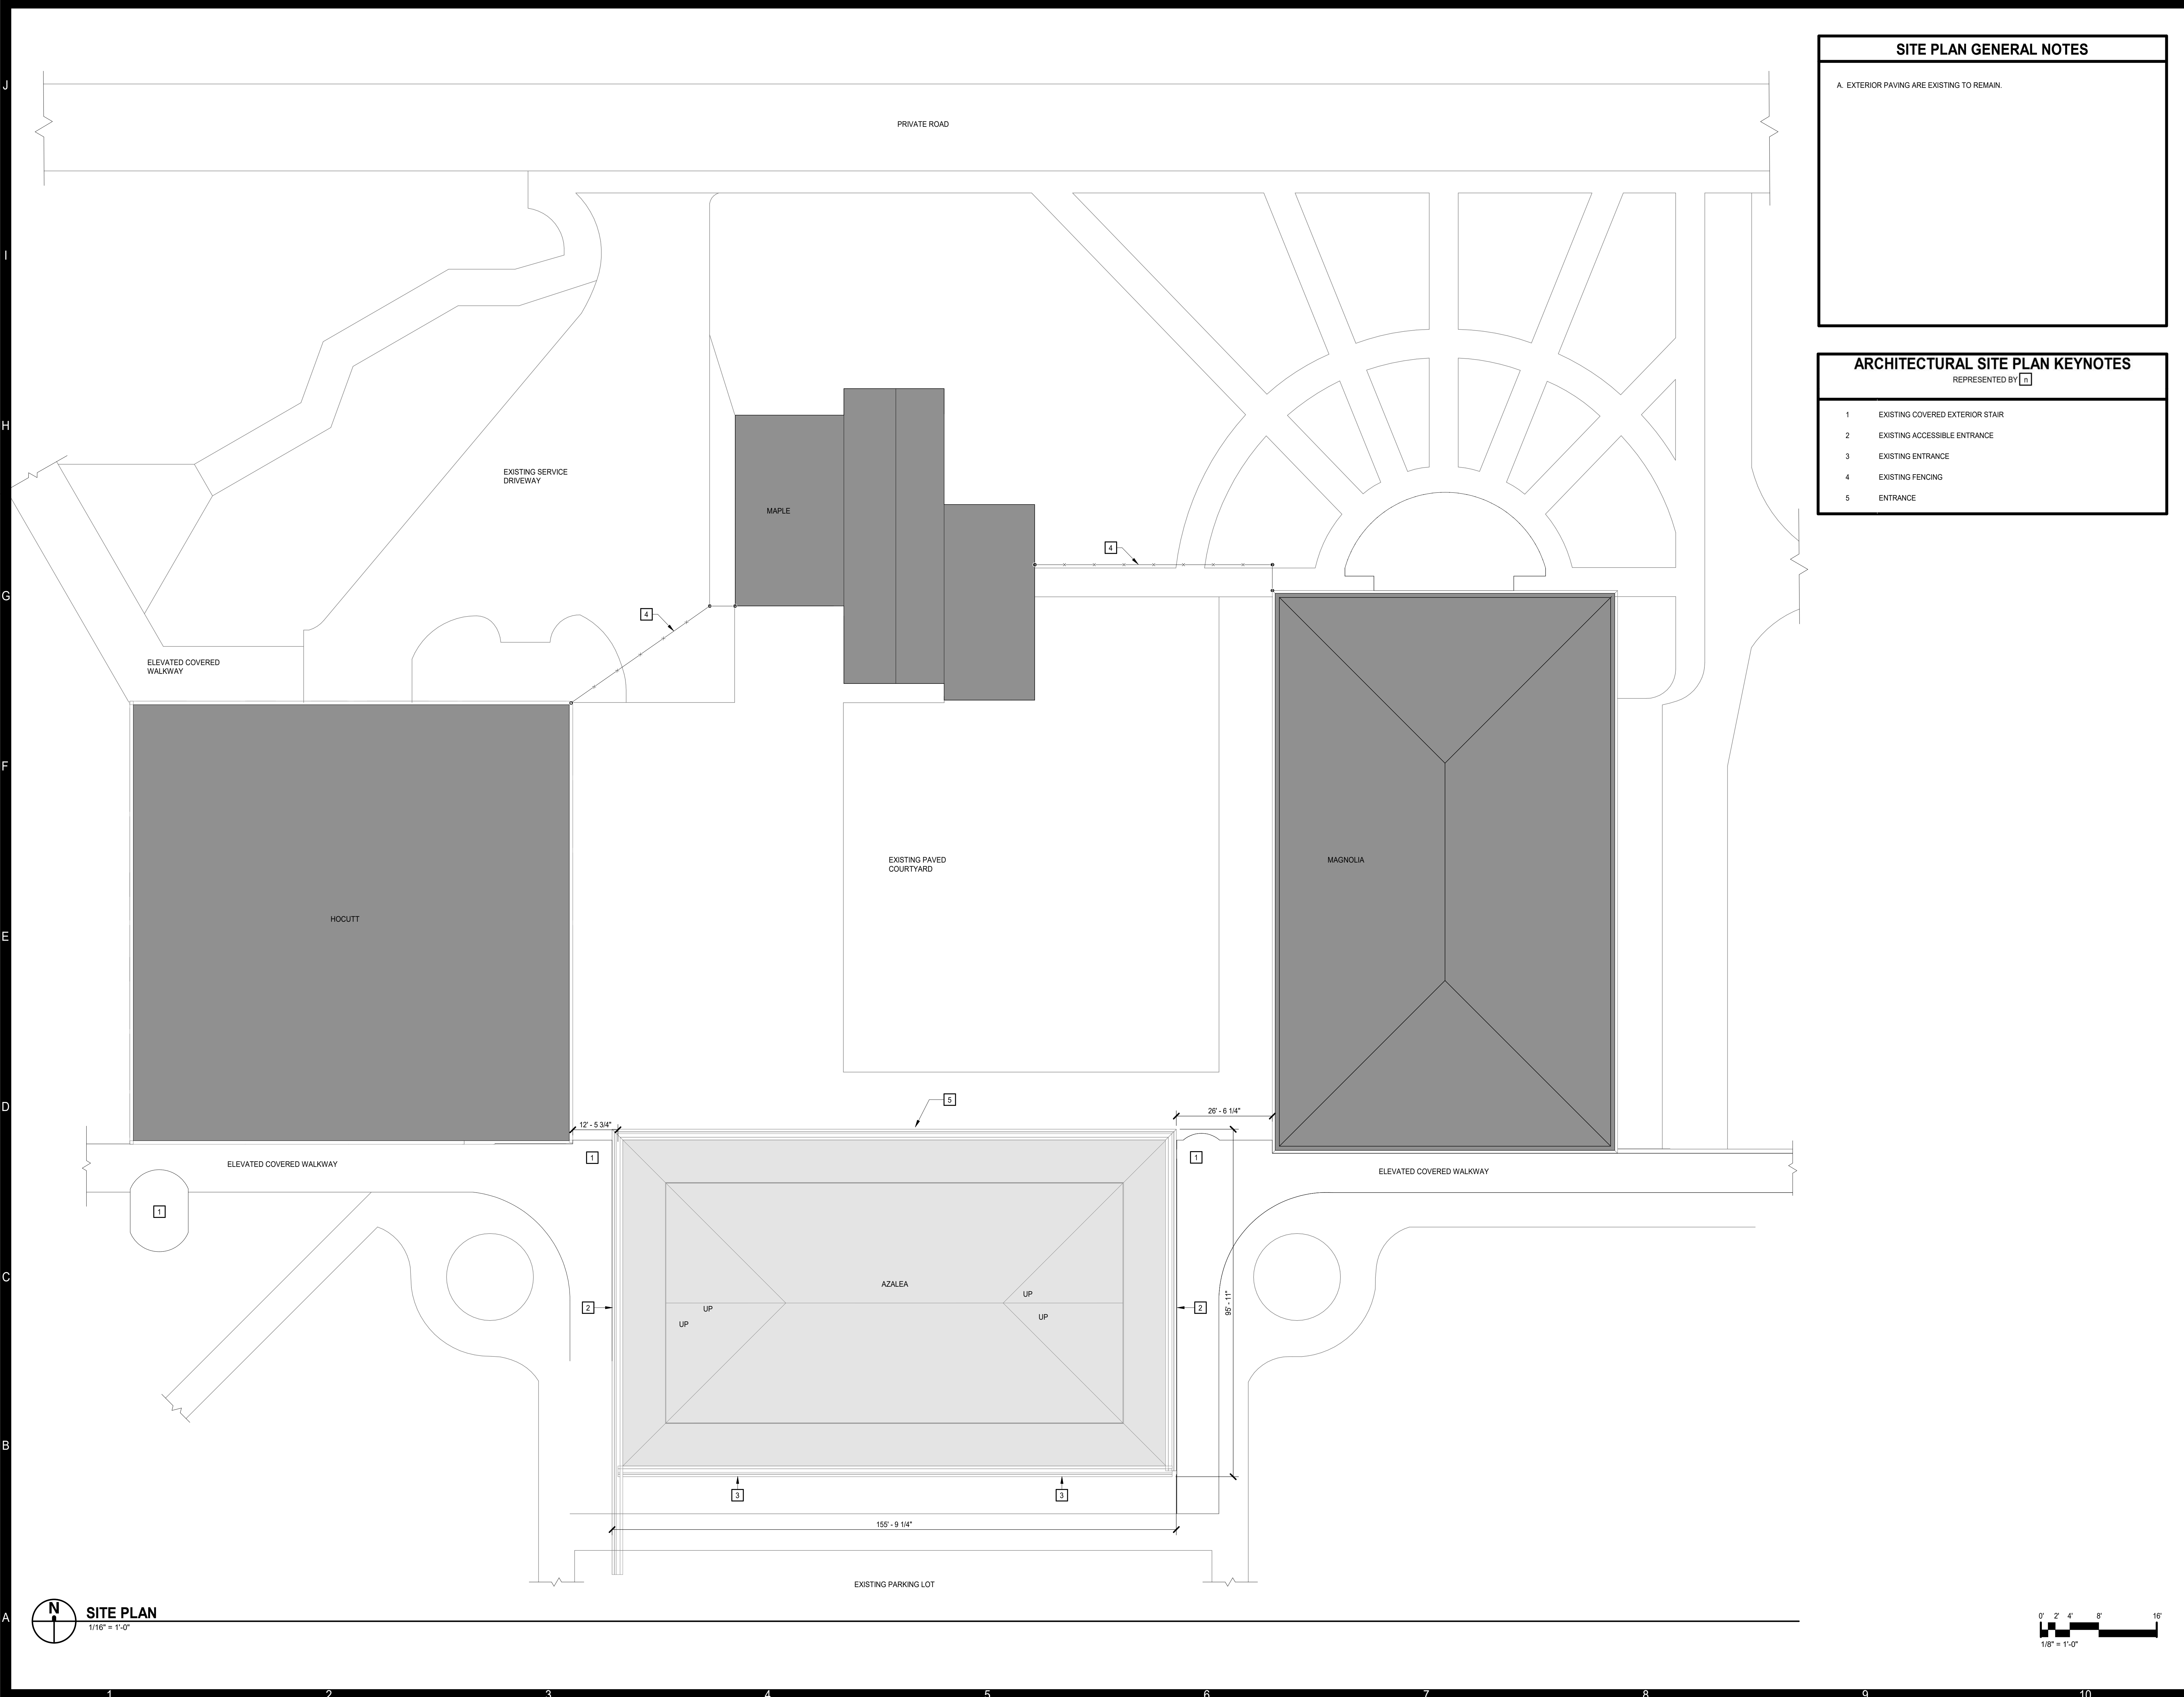 SITE PLAN GENERAL NOTES
A. EXTERIOR PAVING ARE EXISTING TO REMAIN.
ARCHITECTURAL SITE PLAN KEYNOTES
REPRESENTED BY n
1 EXISTING COVERED EXTERIOR STAIR
2 EXISTING ACCESSIBLE ENTRANCE
3 EXISTING ENTRANCE
4 EXISTING FENCING
5 ENTRANCE
J
I
H
G
F
E
D
C
B
A
PRIVATE ROAD
EXISTING SERVICE
DRIVEWAY
MAPLE
4
4
ELEVATED COVERED
WALKWAY
EXISTING PAVED
COURTYARD
MAGNOLIA
HOCUTT
5
26' - 6 1/4"
12' - 5 3/4"
1
1
ELEVATED COVERED WALKWAY
ELEVATED COVERED WALKWAY
1
AZALEA
UP
UP
UP
UP
2
2
95' - 11"
3
3
155' - 9 1/4"
EXISTING PARKING LOT
N
SITE PLAN
1/16" = 1'-0"
0' 2' 4' 8' 16'
1/8" = 1'-0"
1 2 3 4 5 6 7 8 9 10